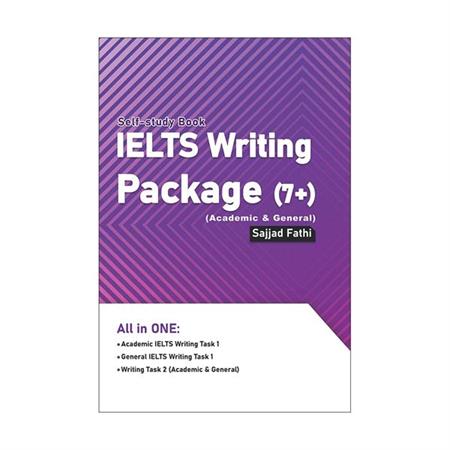 Self-study Book
IELTS Writing
Package (7+)
(Academic & General)
Sajjad Fathi
All in ONE:
•Academic IELTS Writing Task 1
•General IELTS Writing Task 1
•Writing Task 2 (Academic & General)